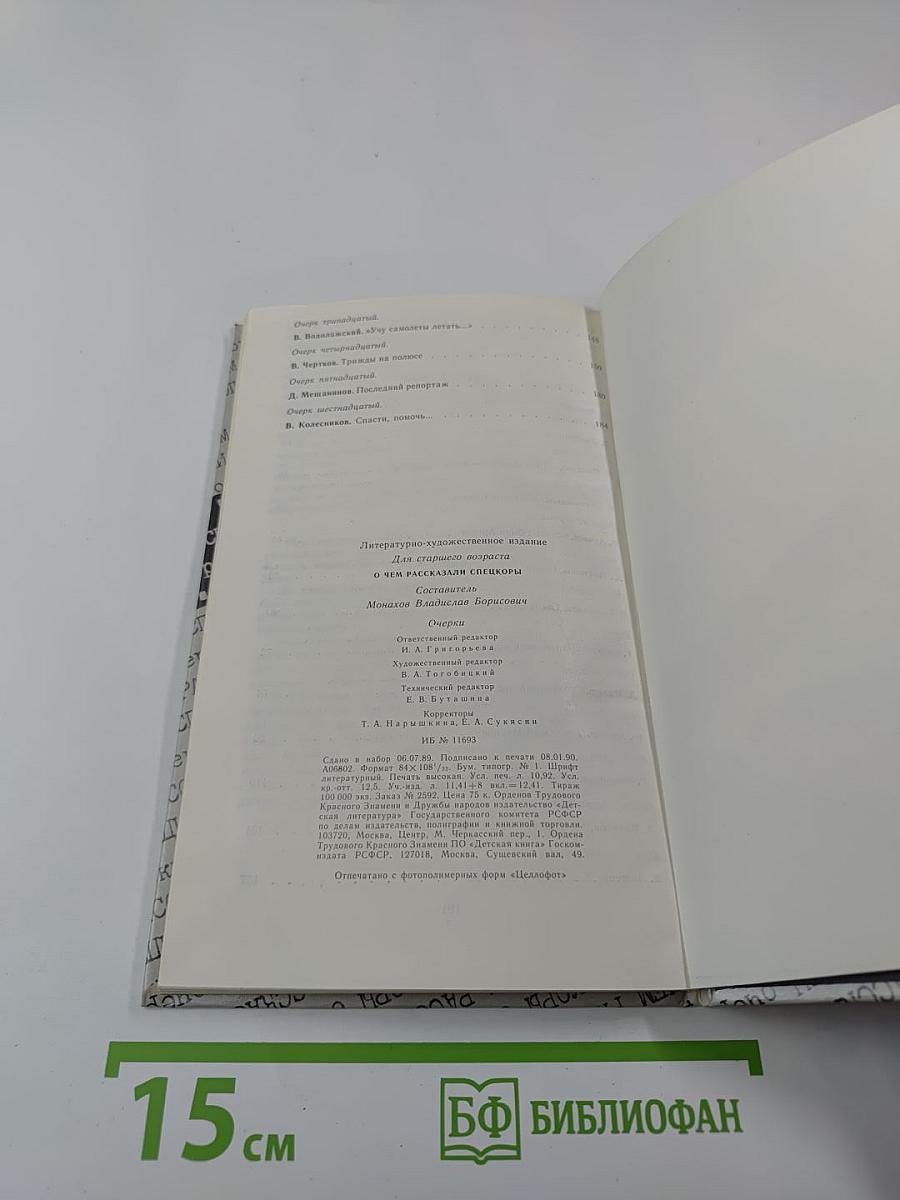 Очерк тринадцатый.
В. Водолажский. «Учу самолеты летать...»
Очерк четырнадцатый.
В. Чертков. Трижды на полюсе 159
Очерк пятнадцатый.
Д. Мещанинов. Последний репортаж 180
Очерк шестнадцатый.
В. Колесников. Спасти, помочь... 184
Литературно-художественное издание
Для старшего возраста
О ЧЕМ РАССКАЗАЛИ СПЕЦКОРЫ
Составитель
Монахов Владислав Борисович
Очерки
Ответственный редактор
И. А. Григорьева
Художественный редактор
В. А. Тогобицкий
Технический редактор
Е. В. Буташина
Корректоры
Т. А. Нарышкина, Е. А. Сукясян
ИБ № 11693
Сдано в набор 06.07.89. Подписано к печати 08.01.90.
А06802. Формат 84×108¹/₃₂. Бум. типогр. № 1. Шрифт
литературный. Печать высокая. Усл. печ. л. 10,92. Усл.
кр.-отт. 12,5. Уч.-изд. л. 11,41+8 вкл.=12,41. Тираж
100 000 экз. Заказ № 2592. Цена 75 к. Орденов Трудового
Красного Знамени и Дружбы народов издательство «Дет-
ская литература» Государственного комитета РСФСР
по делам издательств, полиграфии и книжной торговли.
103720, Москва, Центр, М. Черкасский пер., 1. Ордена
Трудового Красного Знамени ПО «Детская книга» Госком-
издата РСФСР, 127018, Москва, Сущевский вал, 49.
Отпечатано с фотополимерных форм «Целлофот»
15 см
БФ БИБЛИОФАН